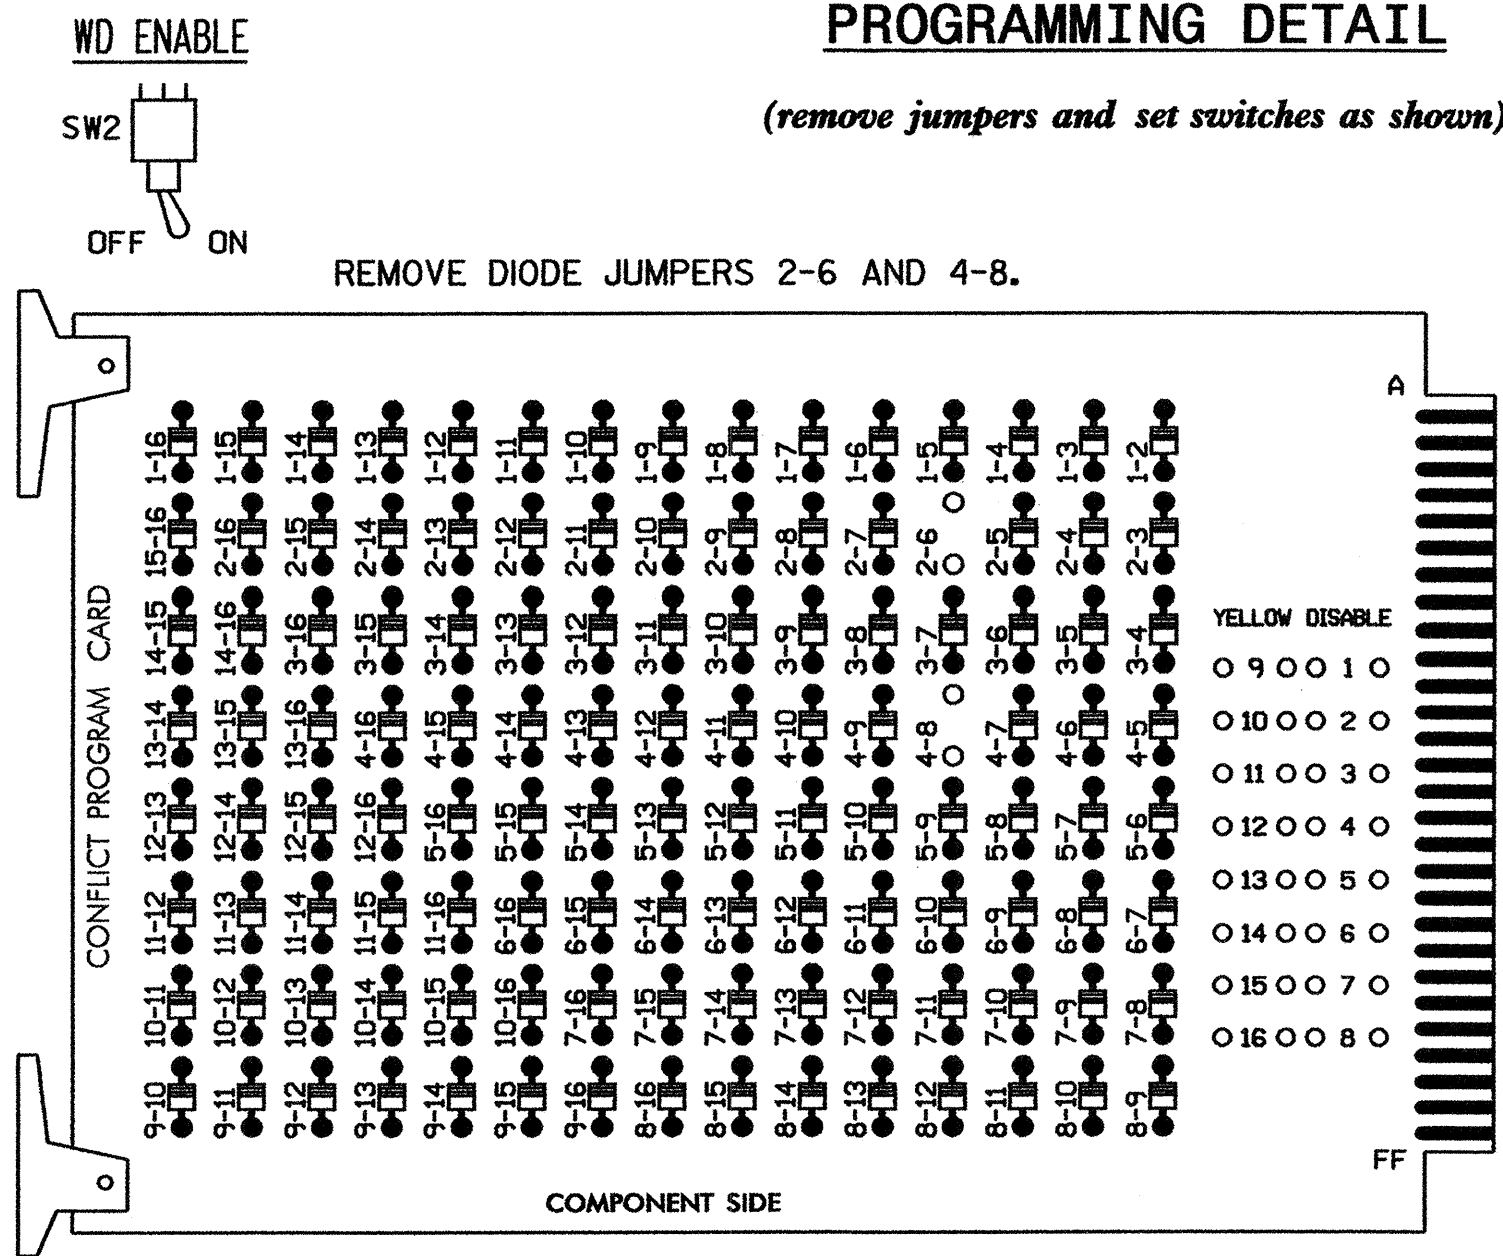 PROGRAMMING DETAIL
(remove jumpers and set switches as shown)
WD ENABLE
SW2
OFF ON
REMOVE DIODE JUMPERS 2-6 AND 4-8.
A
1-16 1-15 1-14 1-13 1-12 1-11 1-10 1-9 1-8 1-7 1-6 1-5 1-4 1-3 1-2
15-16 2-16 2-15 2-14 2-13 2-12 2-11 2-10 2-9 2-8 2-7 2-6 2-5 2-4 2-3
14-15 14-16 3-16 3-15 3-14 3-13 3-12 3-11 3-10 3-9 3-8 3-7 3-6 3-5 3-4
13-14 13-15 13-16 4-16 4-15 4-14 4-13 4-12 4-11 4-10 4-9 4-8 4-7 4-6 4-5
12-13 12-14 12-15 12-16 5-16 5-15 5-14 5-13 5-12 5-11 5-10 5-9 5-8 5-7 5-6
11-12 11-13 11-14 11-15 11-16 6-16 6-15 6-14 6-13 6-12 6-11 6-10 6-9 6-8 6-7
10-11 10-12 10-13 10-14 10-15 10-16 7-16 7-15 7-14 7-13 7-12 7-11 7-10 7-9 7-8
9-10 9-11 9-12 9-13 9-14 9-15 9-16 8-16 8-15 8-14 8-13 8-12 8-11 8-10 8-9
CONFLICT PROGRAM CARD
YELLOW DISABLE
9 1
10 2
11 3
12 4
13 5
14 6
15 7
16 8
FF
COMPONENT SIDE